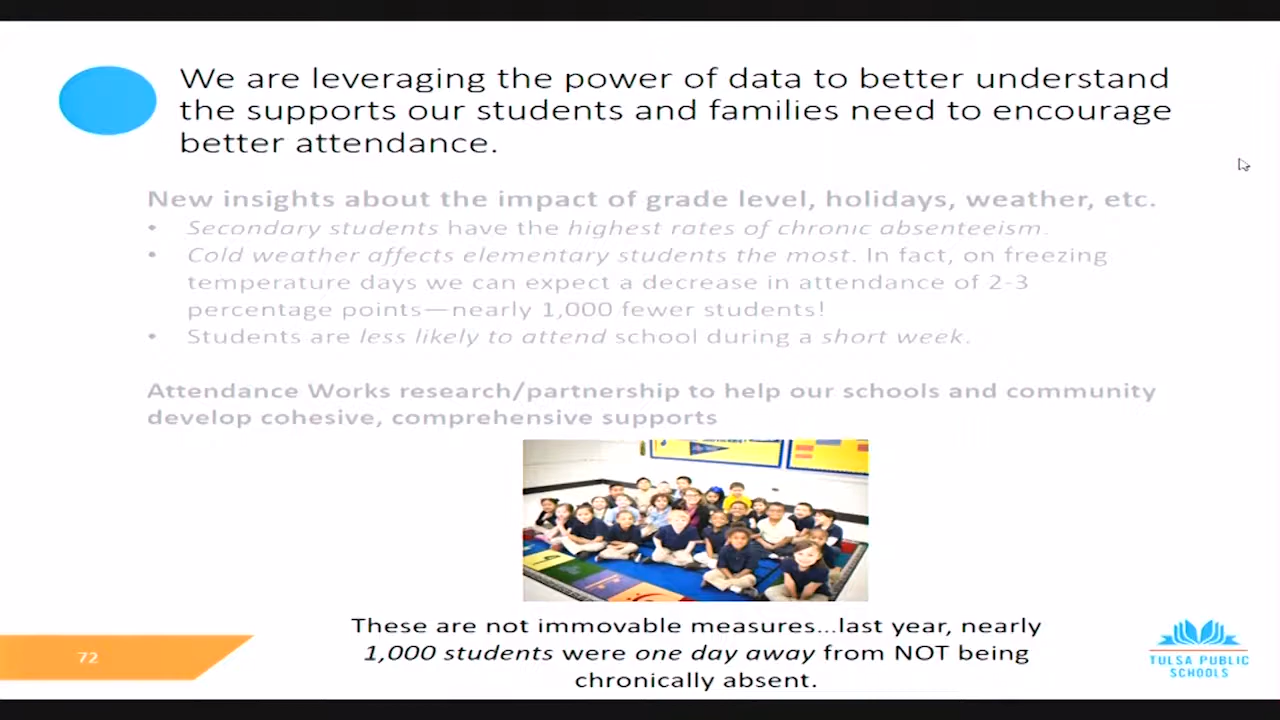 We are leveraging the power of data to better understand
the supports our students and families need to encourage
better attendance.
New insights about the impact of grade level, holidays, weather, etc.
• Secondary students have the highest rates of chronic absenteeism.
• Cold weather affects elementary students the most. In fact, on freezing
temperature days we can expect a decrease in attendance of 2-3
percentage points—nearly 1,000 fewer students!
• Students are less likely to attend school during a short week.
Attendance Works research/partnership to help our schools and community
develop cohesive, comprehensive supports
These are not immovable measures...last year, nearly
1,000 students were one day away from NOT being
chronically absent.
72
TULSA PUBLIC
SCHOOLS